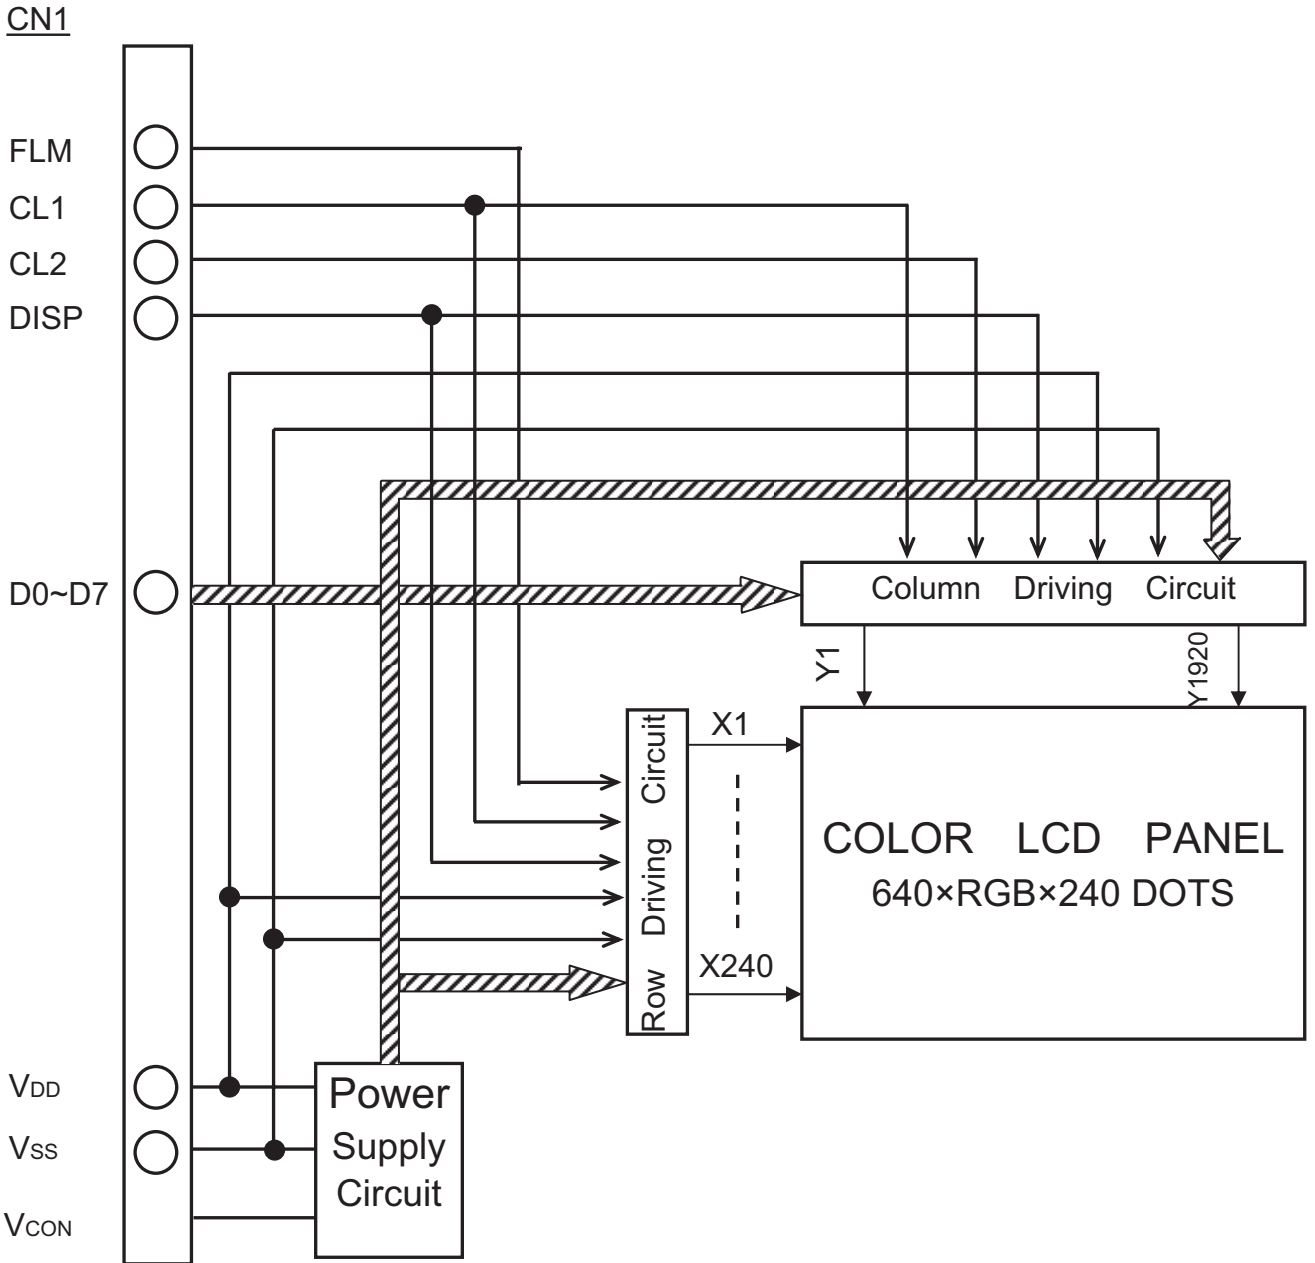 CN1
FLM
CL1
CL2
DISP
D0~D7
Column Driving Circuit
Y1
Y1920
Row Driving Circuit
X1
X240
COLOR LCD PANEL
640×RGB×240 DOTS
VDD
VSS
VCON
Power
Supply
Circuit